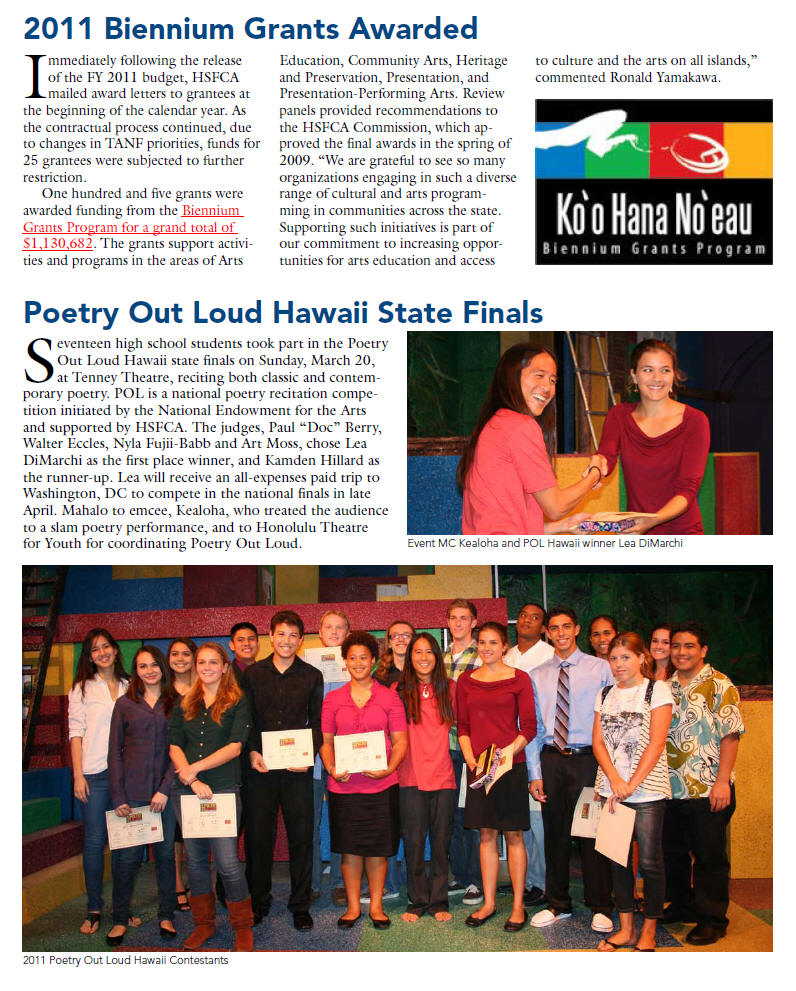 2011 Biennium Grants Awarded
Immediately following the release
of the FY 2011 budget, HSFCA
mailed award letters to grantees at
the beginning of the calendar year. As
the contractual process continued, due
to changes in TANF priorities, funds for
25 grantees were subjected to further
restriction.
One hundred and five grants were
awarded funding from the Biennium
Grants Program for a grand total of
$1,130,682. The grants support activi-
ties and programs in the areas of Arts
Education, Community Arts, Heritage
and Preservation, Presentation, and
Presentation-Performing Arts. Review
panels provided recommendations to
the HSFCA Commission, which ap-
proved the final awards in the spring of
2009. “We are grateful to see so many
organizations engaging in such a diverse
range of cultural and arts program-
ming in communities across the state.
Supporting such initiatives is part of
our commitment to increasing oppor-
tunities for arts education and access
to culture and the arts on all islands,”
commented Ronald Yamakawa.
Ko`o Hana No`eau
Biennium Grants Program
Poetry Out Loud Hawaii State Finals
Seventeen high school students took part in the Poetry
Out Loud Hawaii state finals on Sunday, March 20,
at Tenney Theatre, reciting both classic and contem-
porary poetry. POL is a national poetry recitation compe-
tition initiated by the National Endowment for the Arts
and supported by HSFCA. The judges, Paul “Doc” Berry,
Walter Eccles, Nyla Fujii-Babb and Art Moss, chose Lea
DiMarchi as the first place winner, and Kamden Hillard as
the runner-up. Lea will receive an all-expenses paid trip to
Washington, DC to compete in the national finals in late
April. Mahalo to emcee, Kealoha, who treated the audience
to a slam poetry performance, and to Honolulu Theatre
for Youth for coordinating Poetry Out Loud.
Event MC Kealoha and POL Hawaii winner Lea DiMarchi
2011 Poetry Out Loud Hawaii Contestants